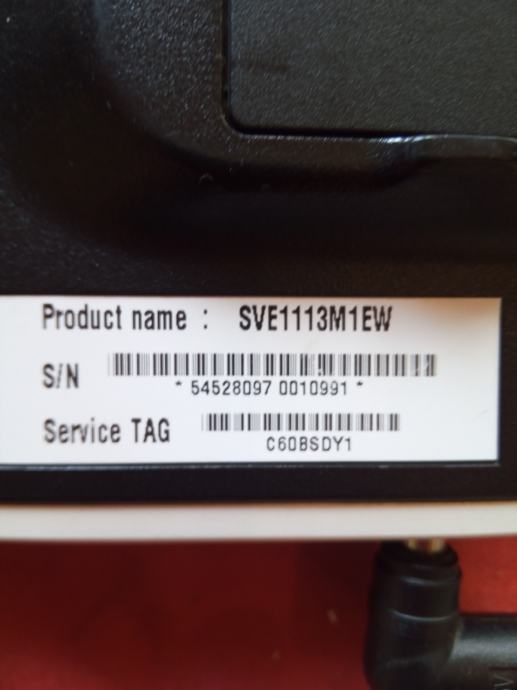 Product name : SVE1113M1EW
S/N
* 54528097 0010991 *
Service TAG
C60BSDY1